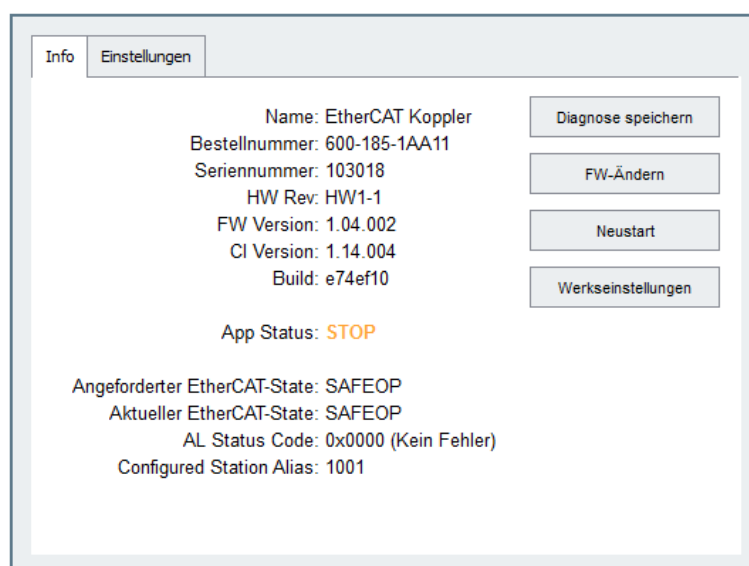 Info Einstellungen
Name: EtherCAT Koppler
Bestellnummer: 600-185-1AA11
Seriennummer: 103018
HW Rev: HW1-1
FW Version: 1.04.002
CI Version: 1.14.004
Build: e74ef10
App Status: STOP
Angeforderter EtherCAT-State: SAFEOP
Aktueller EtherCAT-State: SAFEOP
AL Status Code: 0x0000 (Kein Fehler)
Configured Station Alias: 1001
Diagnose speichern
FW-Ändern
Neustart
Werkseinstellungen